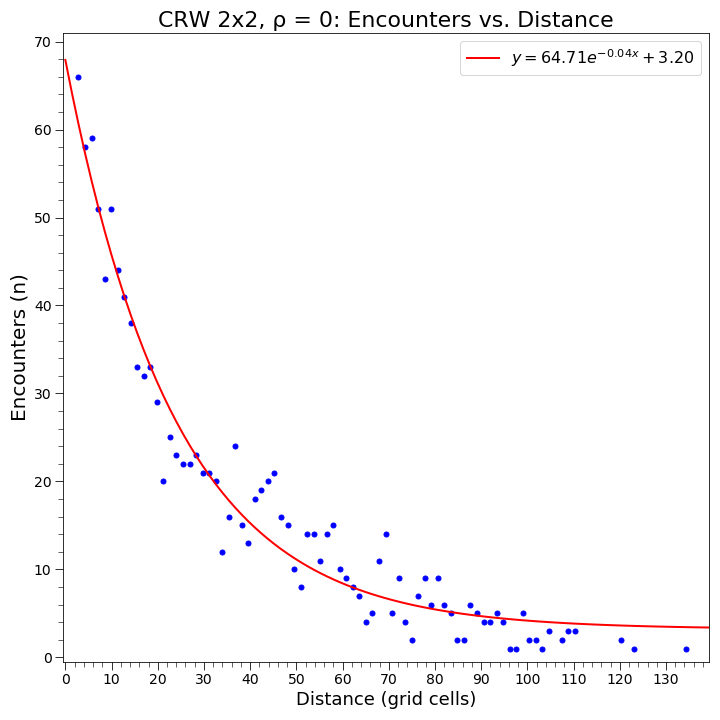 CRW 2x2, ρ = 0: Encounters vs. Distance
y = 64.71e^{-0.04x} + 3.20
Encounters (n)
70
60
50
40
30
20
10
0
0 10 20 30 40 50 60 70 80 90 100 110 120 130
Distance (grid cells)